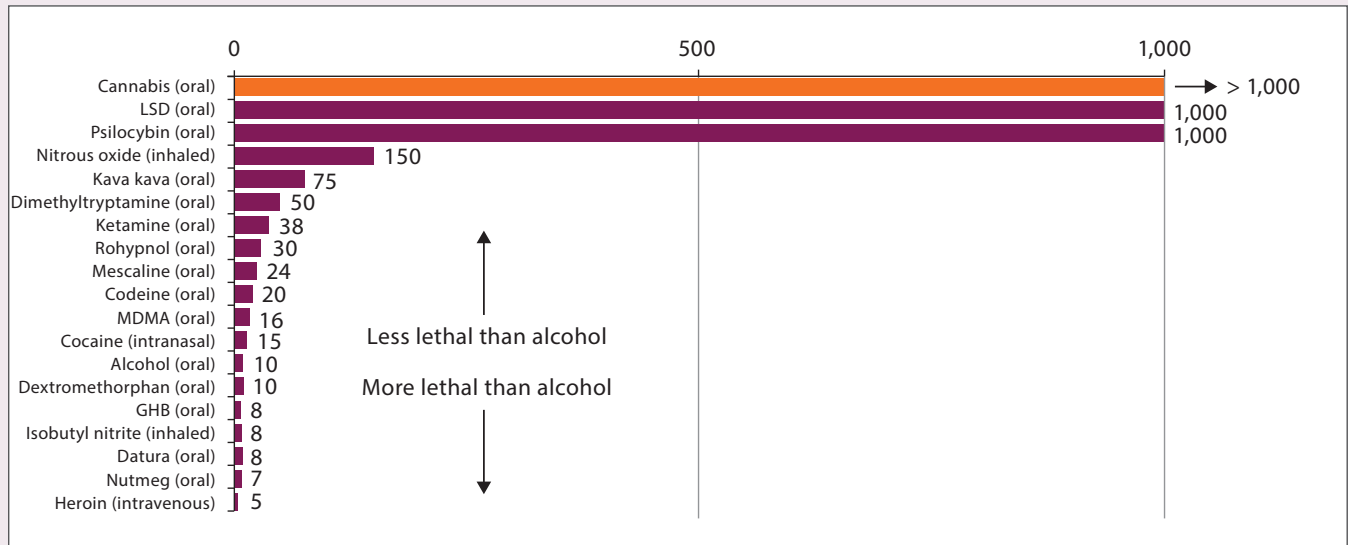 0 500 1,000
Cannabis (oral) > 1,000
LSD (oral) 1,000
Psilocybin (oral) 1,000
Nitrous oxide (inhaled) 150
Kava kava (oral) 75
Dimethyltryptamine (oral) 50
Ketamine (oral) 38
Rohypnol (oral) 30
Mescaline (oral) 24
Codeine (oral) 20
MDMA (oral) 16
Cocaine (intranasal) 15
Less lethal than alcohol
Alcohol (oral) 10
Dextromethorphan (oral) 10
More lethal than alcohol
GHB (oral) 8
Isobutyl nitrite (inhaled) 8
Datura (oral) 8
Nutmeg (oral) 7
Heroin (intravenous) 5